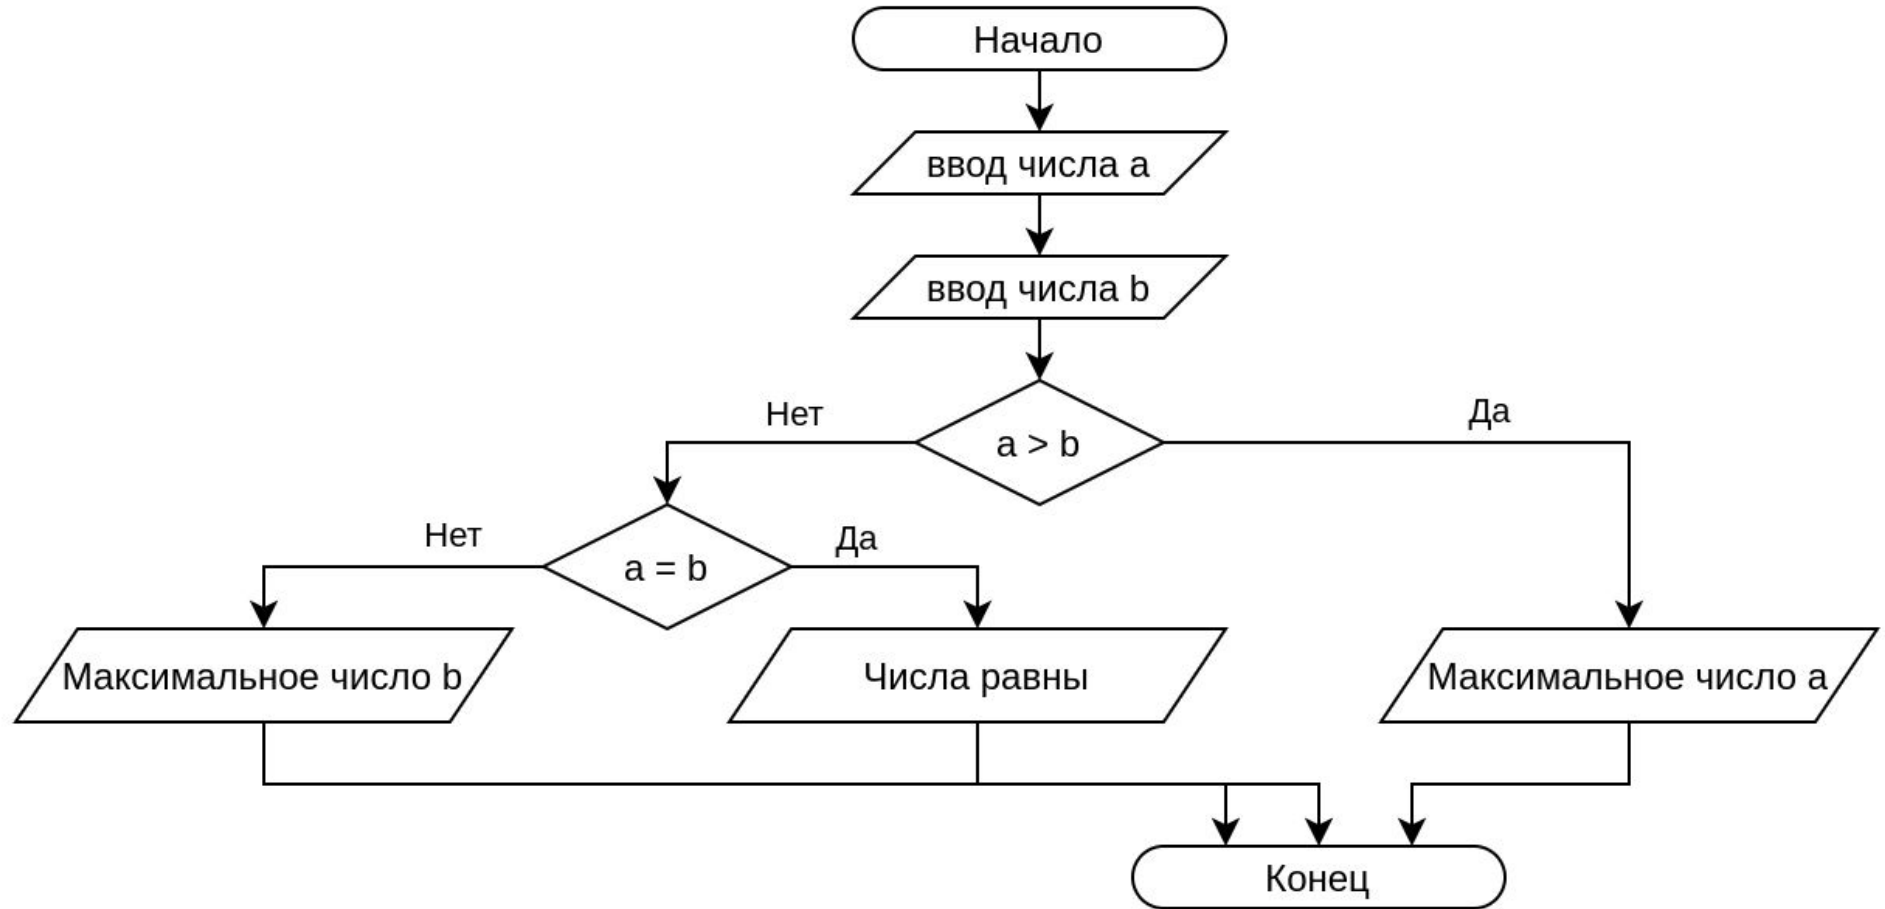 Начало
ввод числа a
ввод числа b
a > b
Нет
Да
a = b
Нет
Да
Максимальное число b
Числа равны
Максимальное число a
Конец